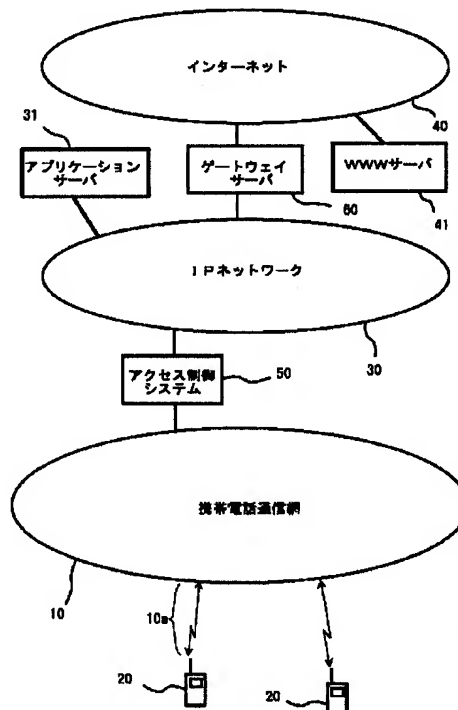 インターネット
40
31
アプリケーション
サーバ
ゲートウェイ
サーバ
60
WWWサーバ
41
IPネットワーク
30
アクセス制御
システム
50
携帯電話通信網
10
10a
20
20